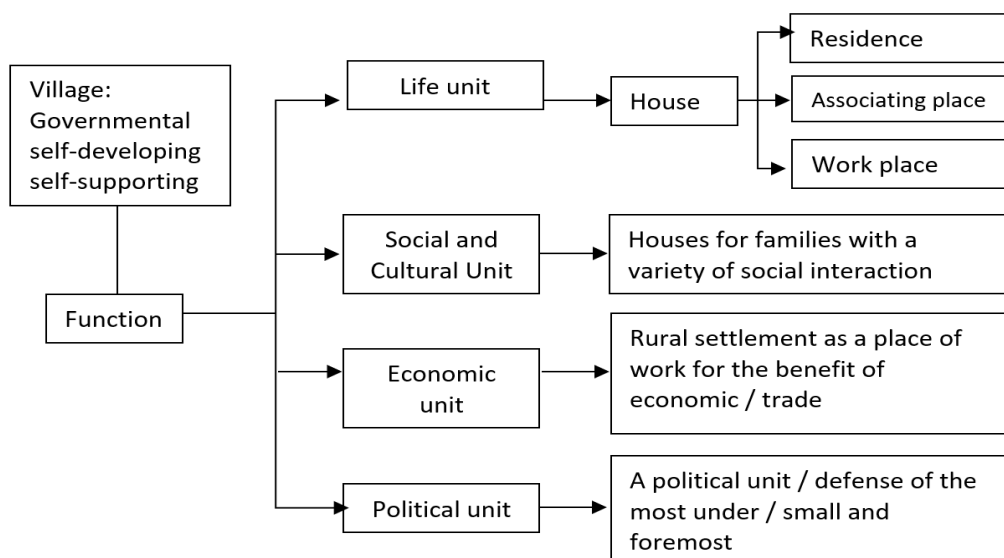 Village:
Governmental
self-developing
self-supporting
Function
Life unit
House
Residence
Associating place
Work place
Social and
Cultural Unit
Houses for families with a
variety of social interaction
Economic
unit
Rural settlement as a place of
work for the benefit of
economic / trade
Political unit
A political unit / defense of the
most under / small and
foremost